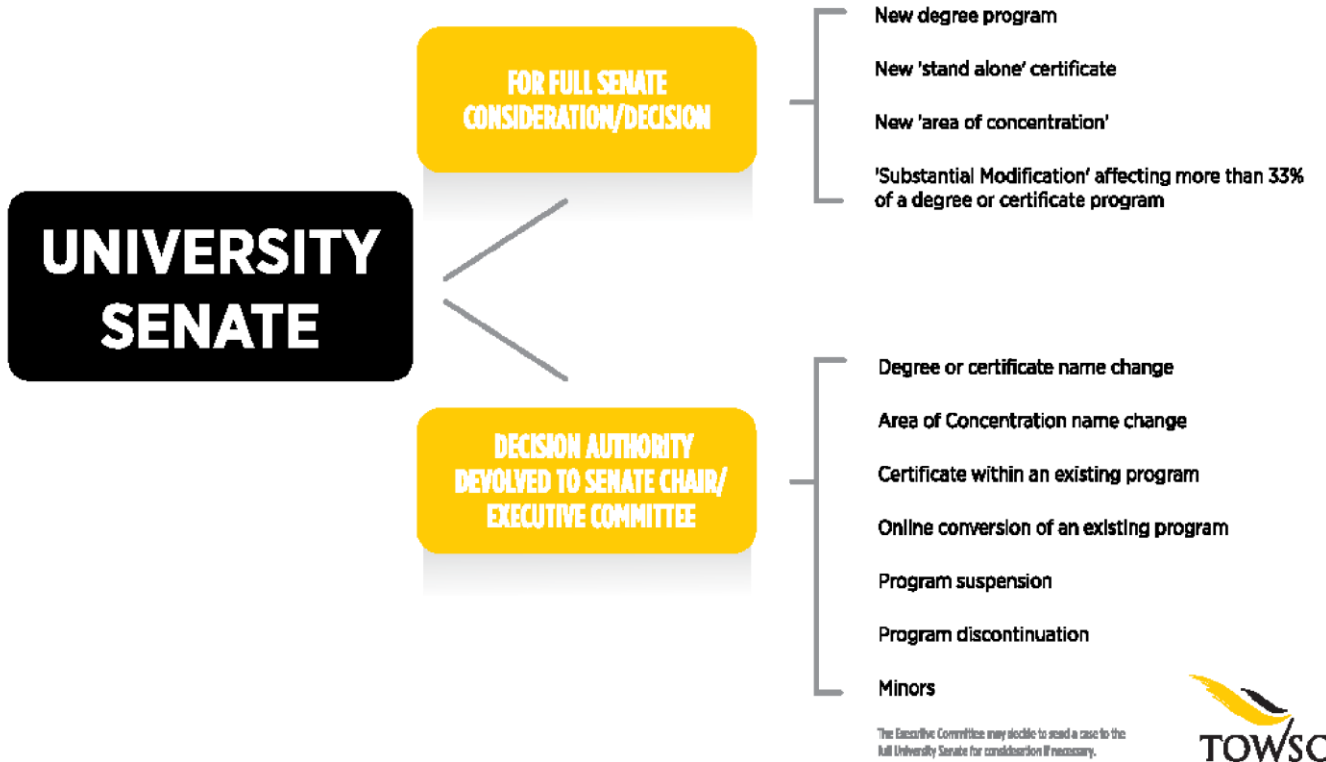 UNIVERSITY
SENATE
FOR FULL SENATE
CONSIDERATION/DECISION
New degree program
New 'stand alone' certificate
New 'area of concentration'
'Substantial Modification' affecting more than 33%
of a degree or certificate program
DECISION AUTHORITY
DEVOLVED TO SENATE CHAIR/
EXECUTIVE COMMITTEE
Degree or certificate name change
Area of Concentration name change
Certificate within an existing program
Online conversion of an existing program
Program suspension
Program discontinuation
Minors
The Executive Committee may decide to send a case to the
full University Senate for consideration if necessary.
TOWSO